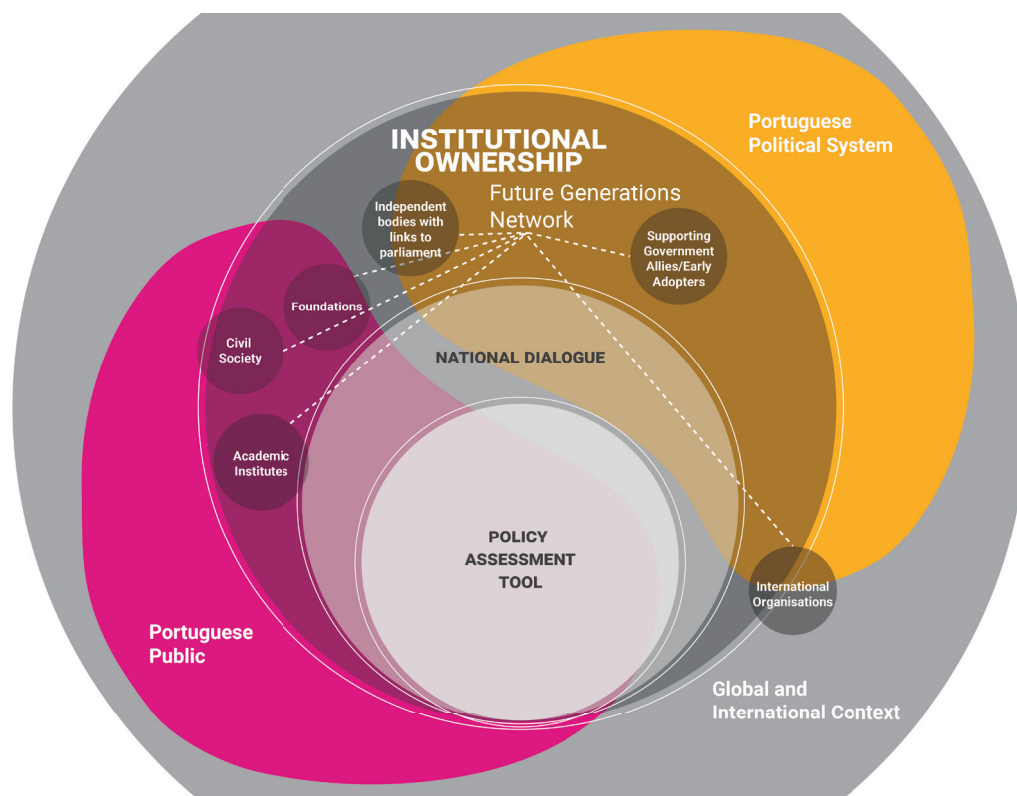 Portuguese
Political System
INSTITUTIONAL
OWNERSHIP
Future Generations
Network
Independent
bodies with
links to
parliament
Supporting
Government
Allies/Early
Adopters
Foundations
Civil
Society
NATIONAL DIALOGUE
Academic
Institutes
POLICY
ASSESSMENT
TOOL
International
Organisations
Portuguese
Public
Global and
International Context